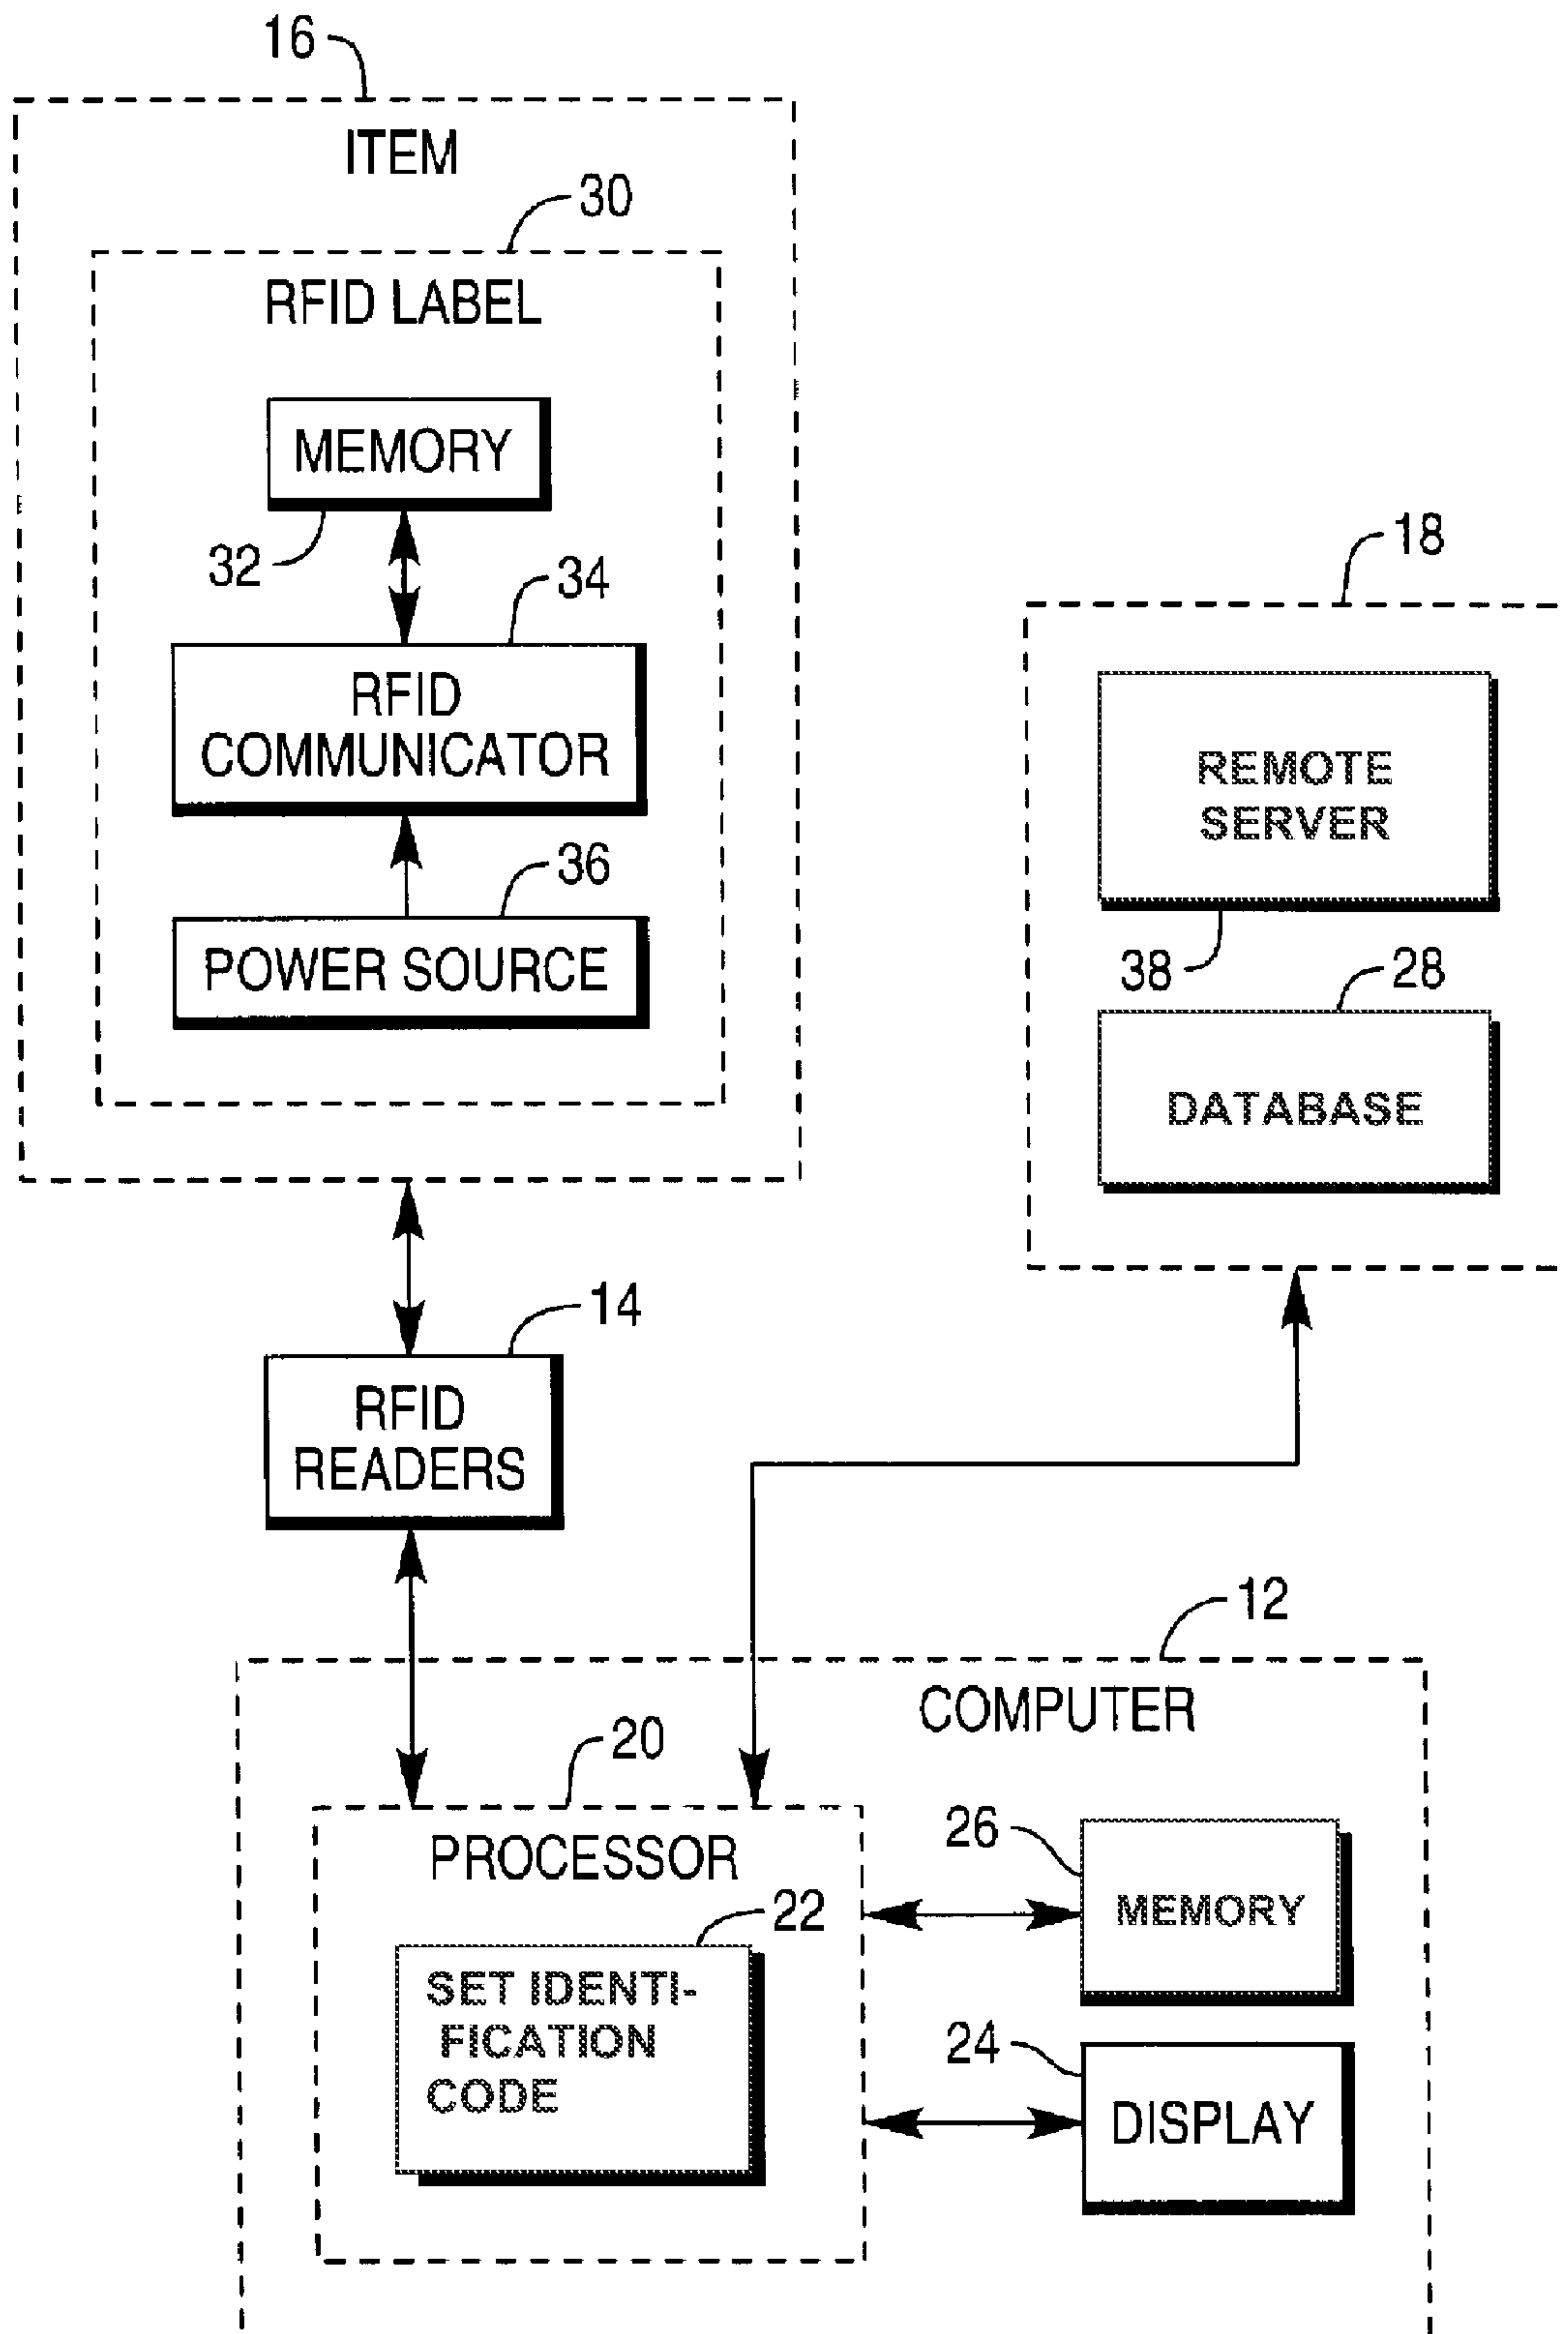 16
ITEM
30
RFID LABEL
MEMORY
32
34
RFID
COMMUNICATOR
36
POWER SOURCE
18
REMOTE
SERVER
38
28
DATABASE
14
RFID
READERS
12
COMPUTER
20
PROCESSOR
22
SET IDENTI-
FICATION
CODE
26
MEMORY
24
DISPLAY